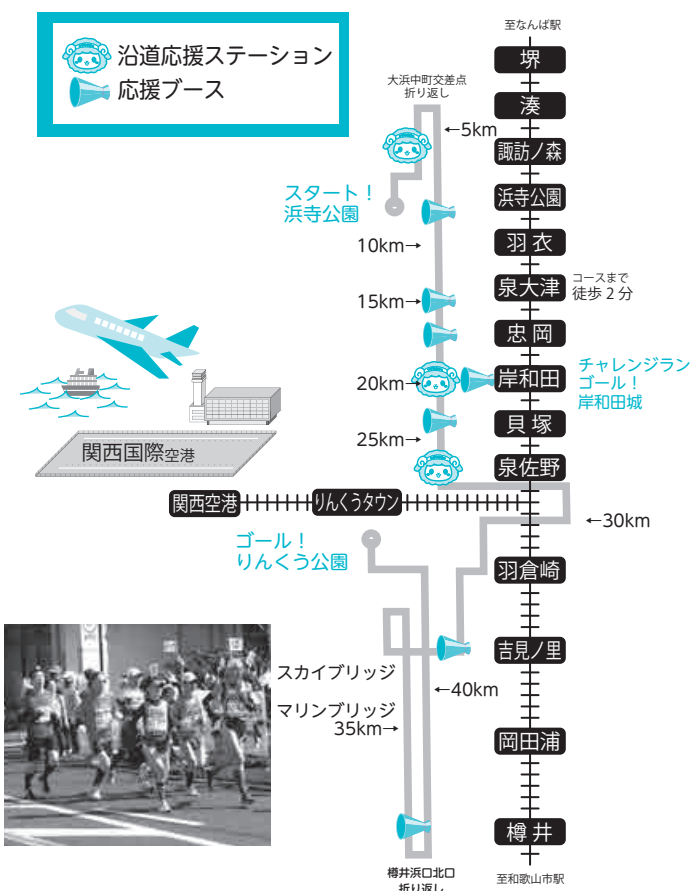 沿道応援ステーション
応援ブース
至なんば駅
堺
湊
諏訪ノ森
浜寺公園
羽衣
泉大津
コースまで
徒歩2分
忠岡
岸和田
チャレンジラン
ゴール！
岸和田城
貝塚
泉佐野
大浜中町交差点
折り返し
←5km
スタート！
浜寺公園
10km→
15km→
20km→
25km→
関西国際空港
関西空港
りんくうタウン
←30km
ゴール！
りんくう公園
羽倉崎
吉見ノ里
スカイブリッジ
←40km
マリンブリッジ
35km→
岡田浦
樽井
樽井浜口北口
折り返し
至和歌山市駅